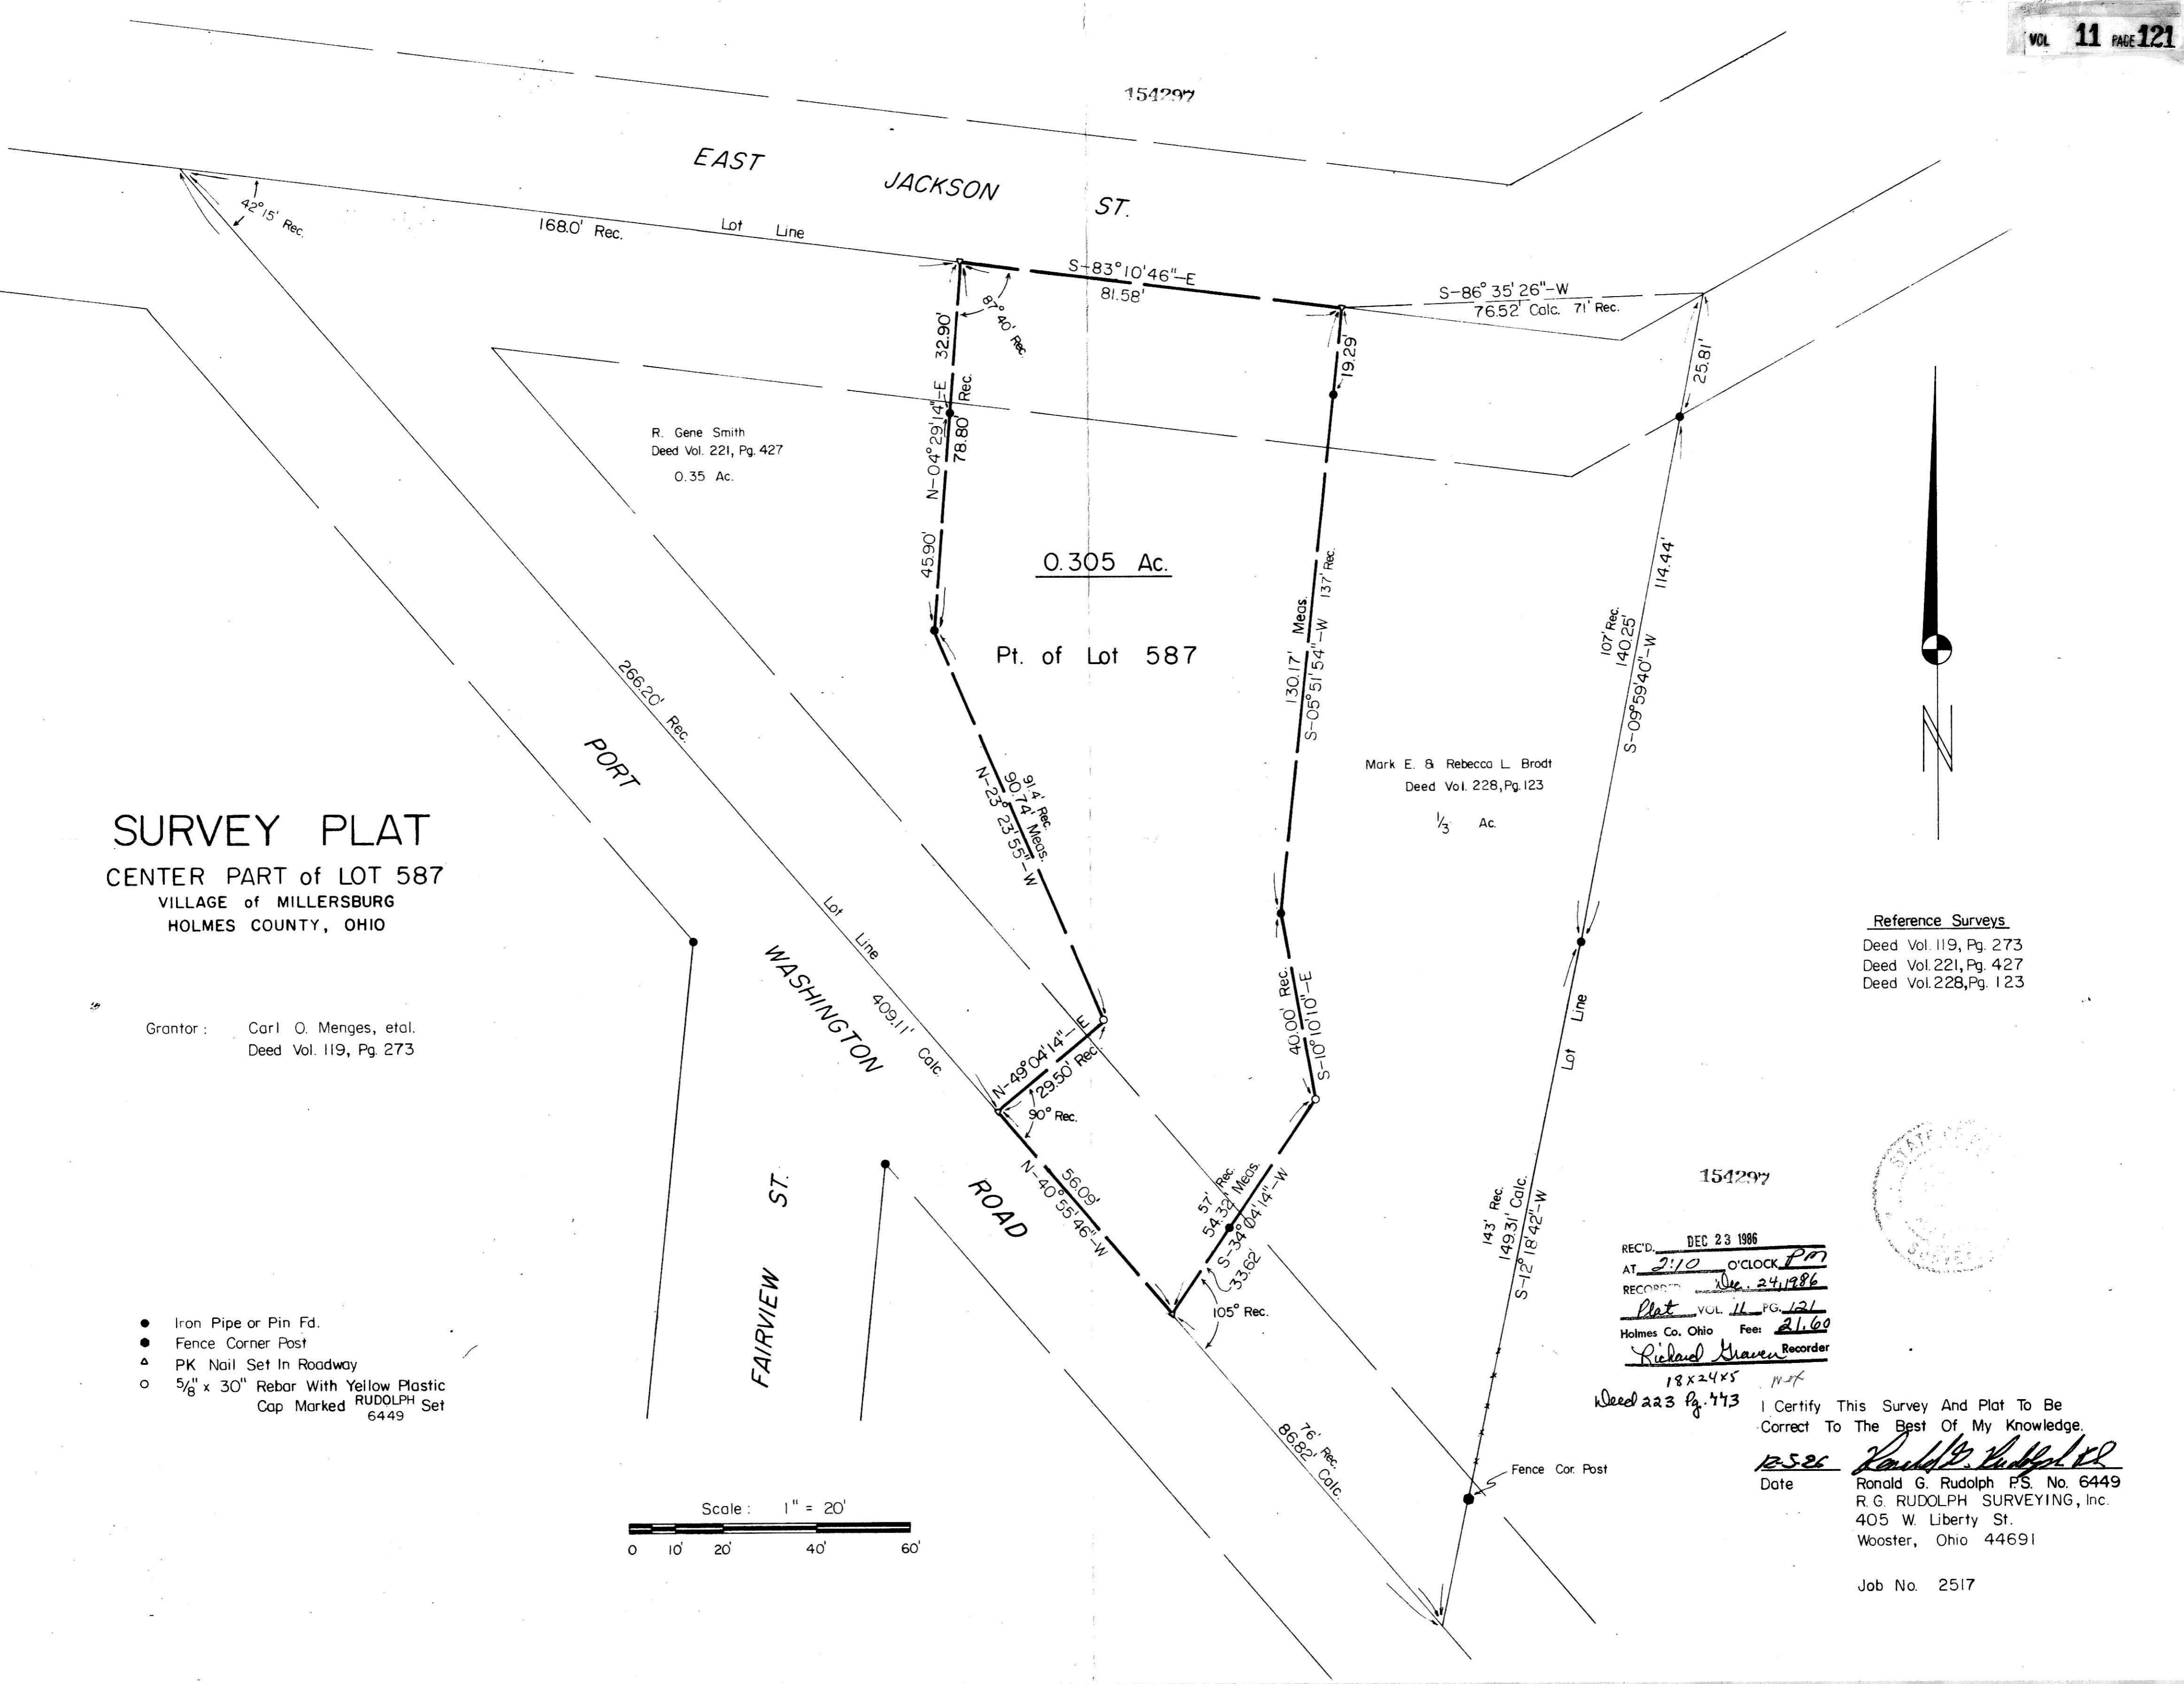 VOL 11 PAGE 121
154297
EAST JACKSON ST.
42°15' Rec.
168.0' Rec.
Lot Line
S-83°10'46"-E
81.58'
S-86°35'26"-W
76.52' Calc. 71' Rec.
87°40' Rec.
32.90'
N-04°29'14"-E
78.80' Rec.
45.90'
19.29'
25.81'
R. Gene Smith
Deed Vol. 221, Pg. 427
0.35 Ac.
0.305 Ac.
Pt. of Lot 587
130.17' Meas.
S-05°51'54"-W 137' Rec.
114.44'
107' Rec.
140.25'
S-09°59'40"-W
N
266.20' Rec.
PORT WASHINGTON ROAD
91.4' Rec.
90.74' Meas.
N-23°23'55"-W
Mark E. & Rebecca L. Brodt
Deed Vol. 228, Pg. 123
1/3 Ac.
SURVEY PLAT
CENTER PART of LOT 587
VILLAGE of MILLERSBURG
HOLMES COUNTY, OHIO
Grantor : Carl O. Menges, etal.
Deed Vol. 119, Pg. 273
Lot Line
409.11' Calc.
Reference Surveys
Deed Vol. 119, Pg. 273
Deed Vol. 221, Pg. 427
Deed Vol. 228, Pg. 123
N-49°04'14"-E
29.50' Rec.
90° Rec.
40.00' Rec.
S-10°10'10"-E
Lot Line
56.09'
N-40°55'46"-W
57' Rec.
54.32' Meas.
S-34°04'14"-W
33.62'
105° Rec.
143' Rec.
149.31' Calc.
S-12°18'42"-W
FAIRVIEW ST.
76' Rec.
86.82' Calc.
Fence Cor. Post
Iron Pipe or Pin Fd.
Fence Corner Post
PK Nail Set In Roadway
5/8" x 30" Rebar With Yellow Plastic
Cap Marked RUDOLPH 6449 Set
Scale : 1" = 20'
0 10' 20' 40' 60'
154297
STATE OF
REC'D. DEC 23 1986
AT 2:10 O'CLOCK PM
RECORDED Dec. 24, 1986
Plat VOL. 11 PG. 121
Holmes Co. Ohio Fee: 21.60
Richard Graven Recorder
18x24x5
Deed 223 Pg. 773
I Certify This Survey And Plat To Be
Correct To The Best Of My Knowledge.
Ronald G. Rudolph
Date
Ronald G. Rudolph P.S. No. 6449
R.G. RUDOLPH SURVEYING, Inc.
405 W. Liberty St.
Wooster, Ohio 44691
Job No. 2517